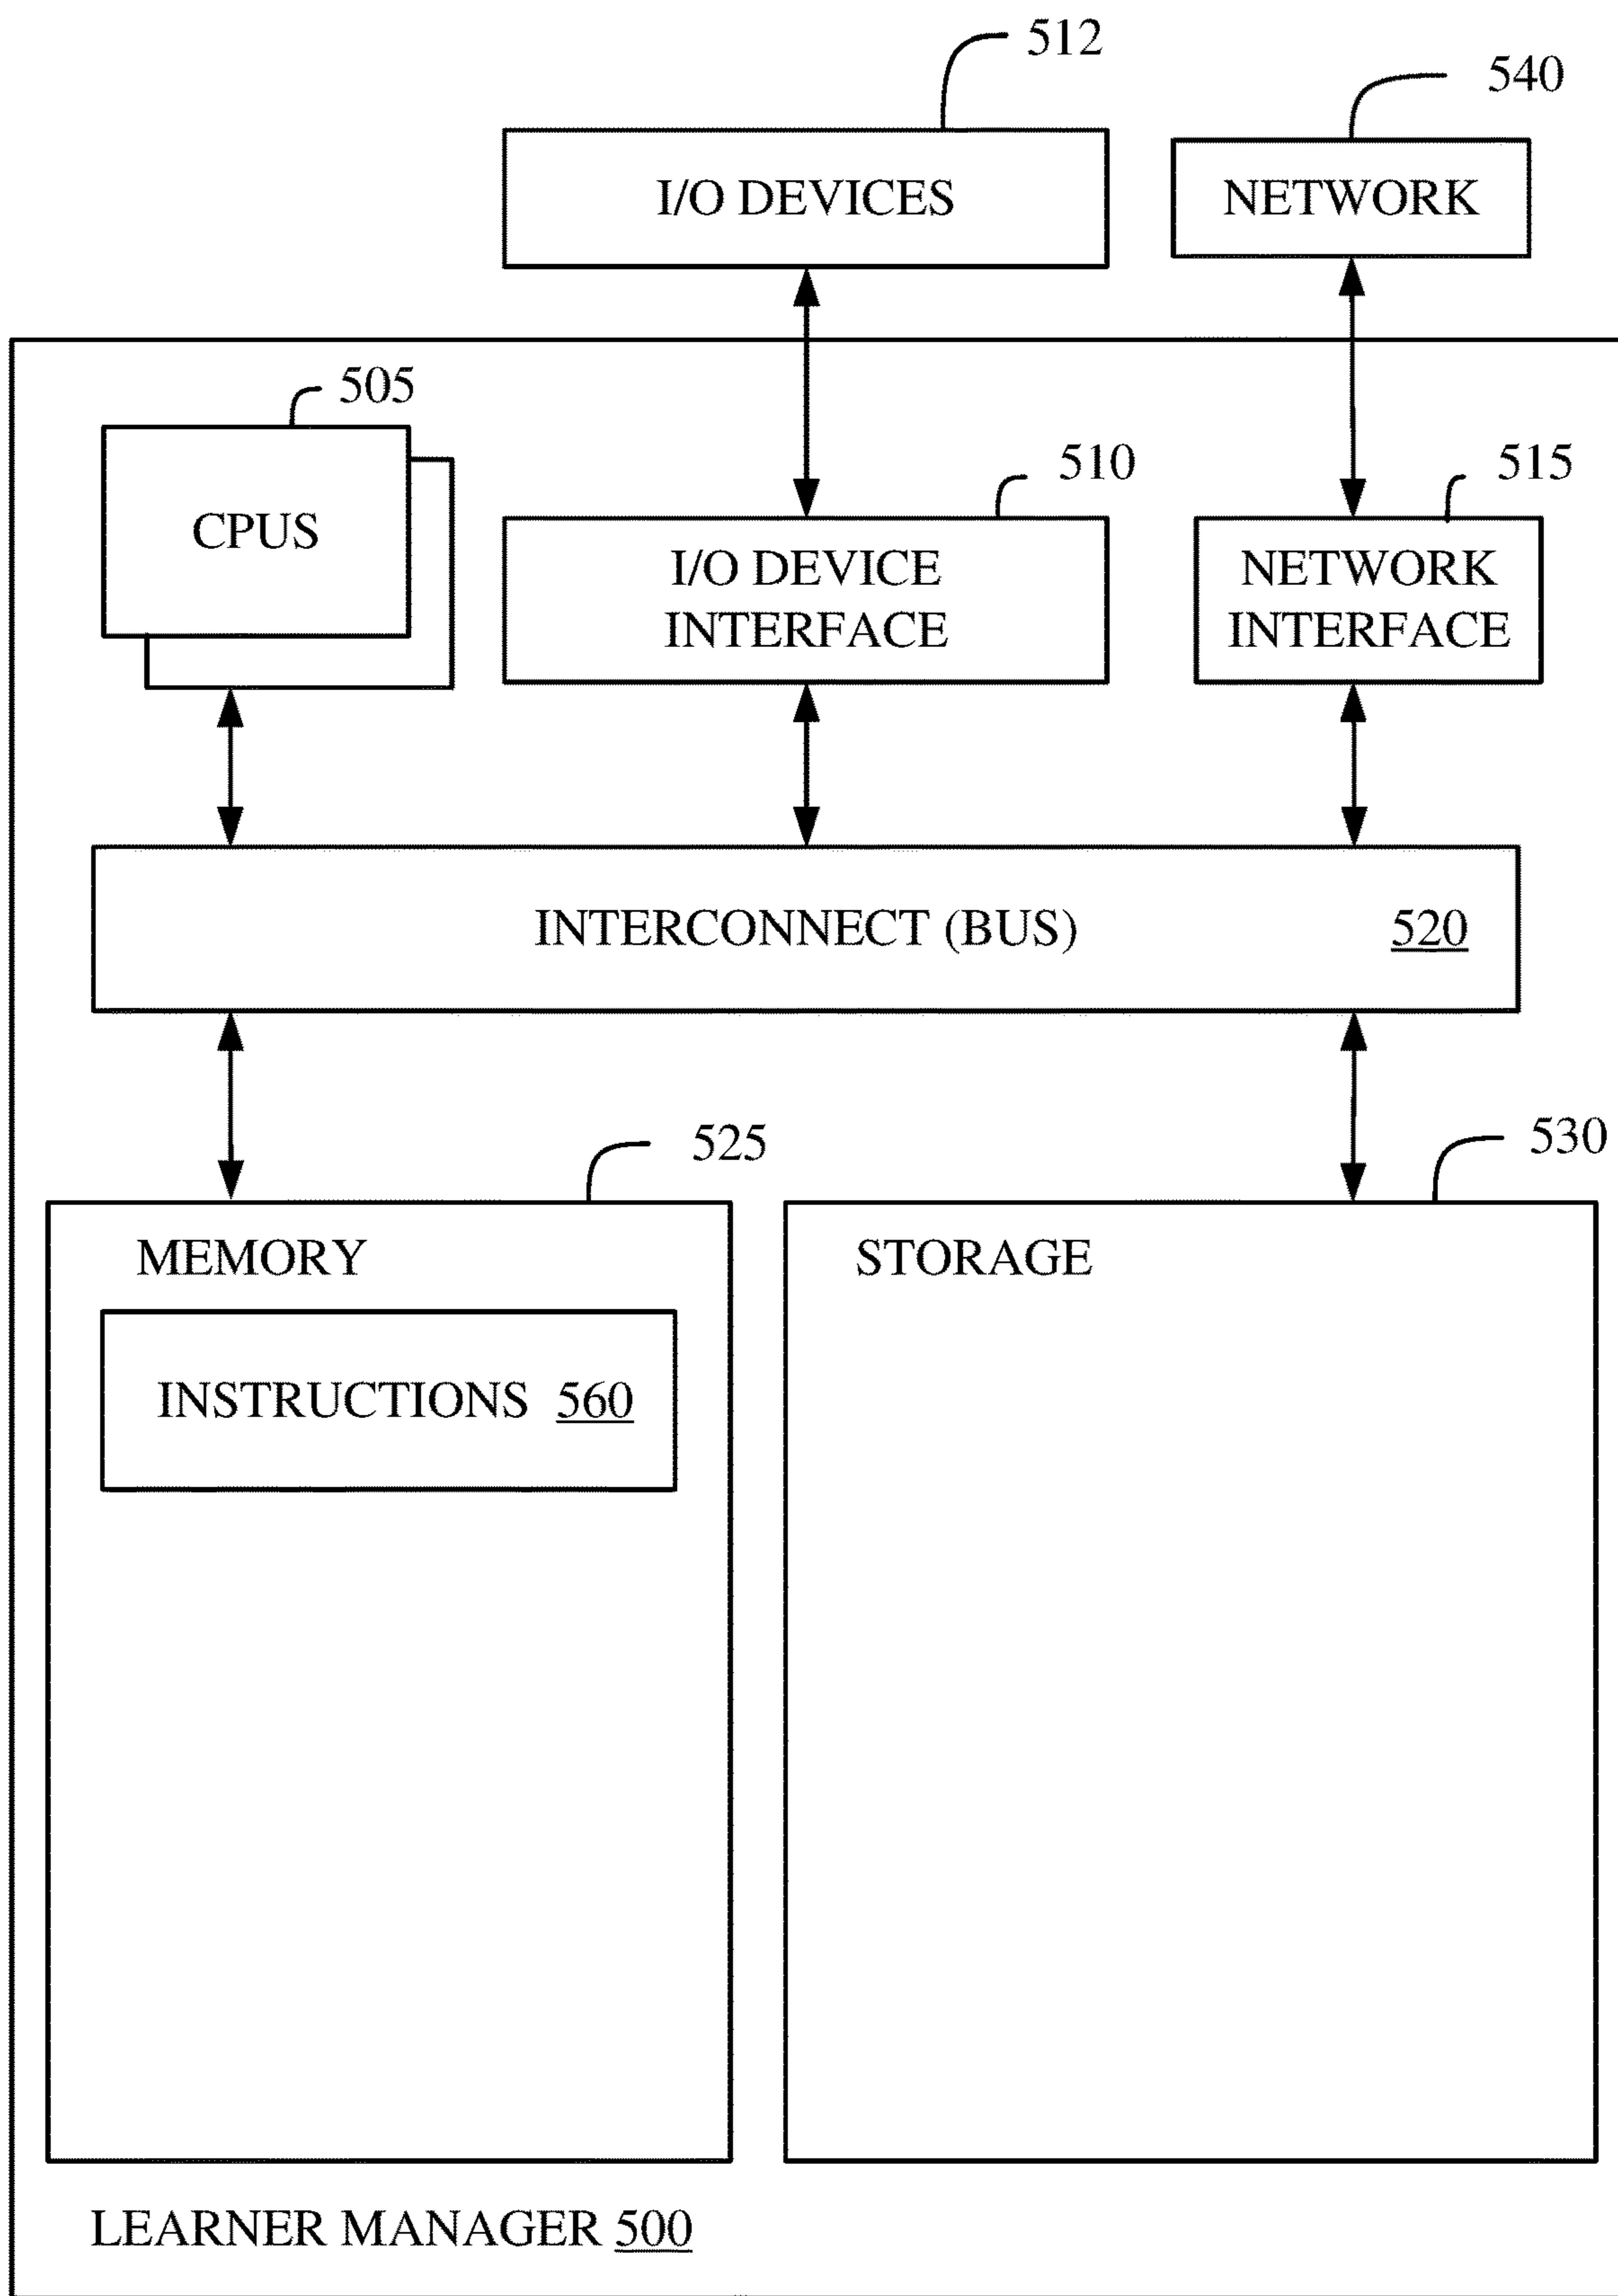 512
540
I/O DEVICES
NETWORK
505
510
515
CPUS
I/O DEVICE
INTERFACE
NETWORK
INTERFACE
INTERCONNECT (BUS) 520
525
530
MEMORY
STORAGE
INSTRUCTIONS 560
LEARNER MANAGER 500